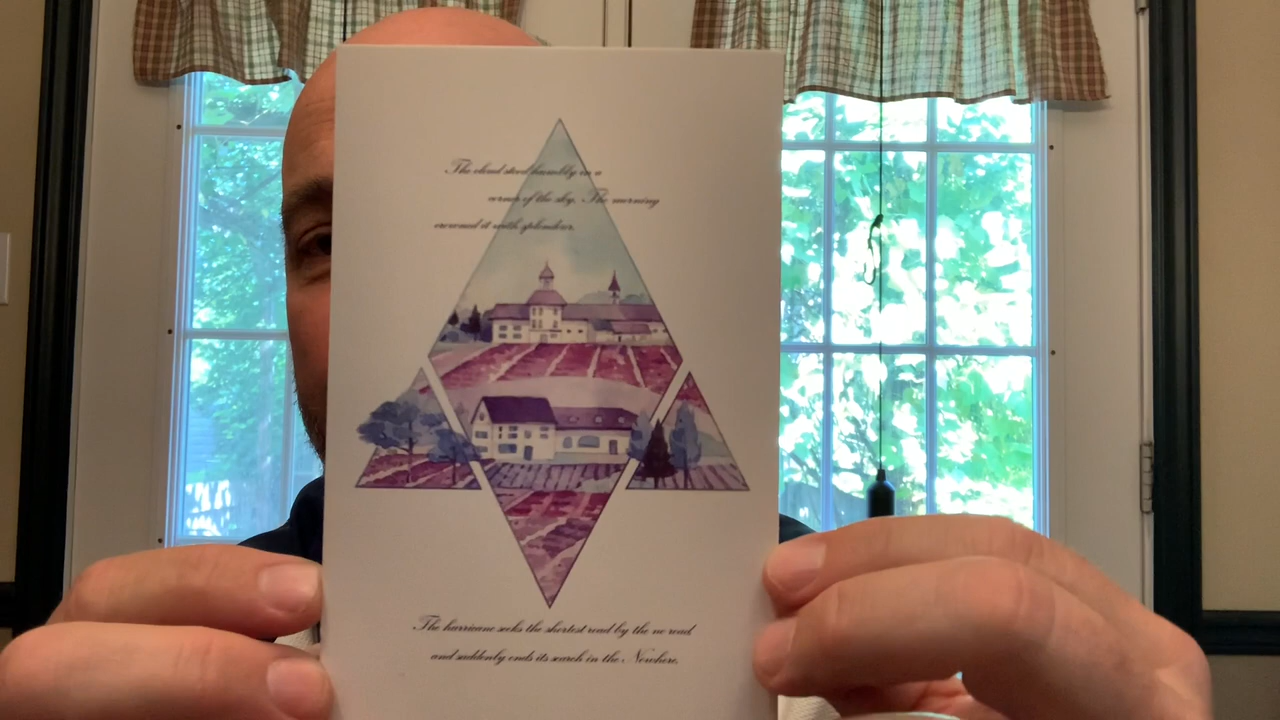 The cloud stood humbly in a
corner of the sky. The morning
crowned it with splendour.
The hurricane seeks the shortest road by the no road
and suddenly ends its search in the Nowhere.